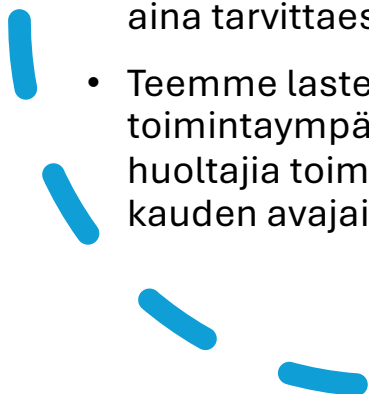 aina tarvittaes
• Teemme laste
toimintaympä
huoltajia toim
kauden avajai